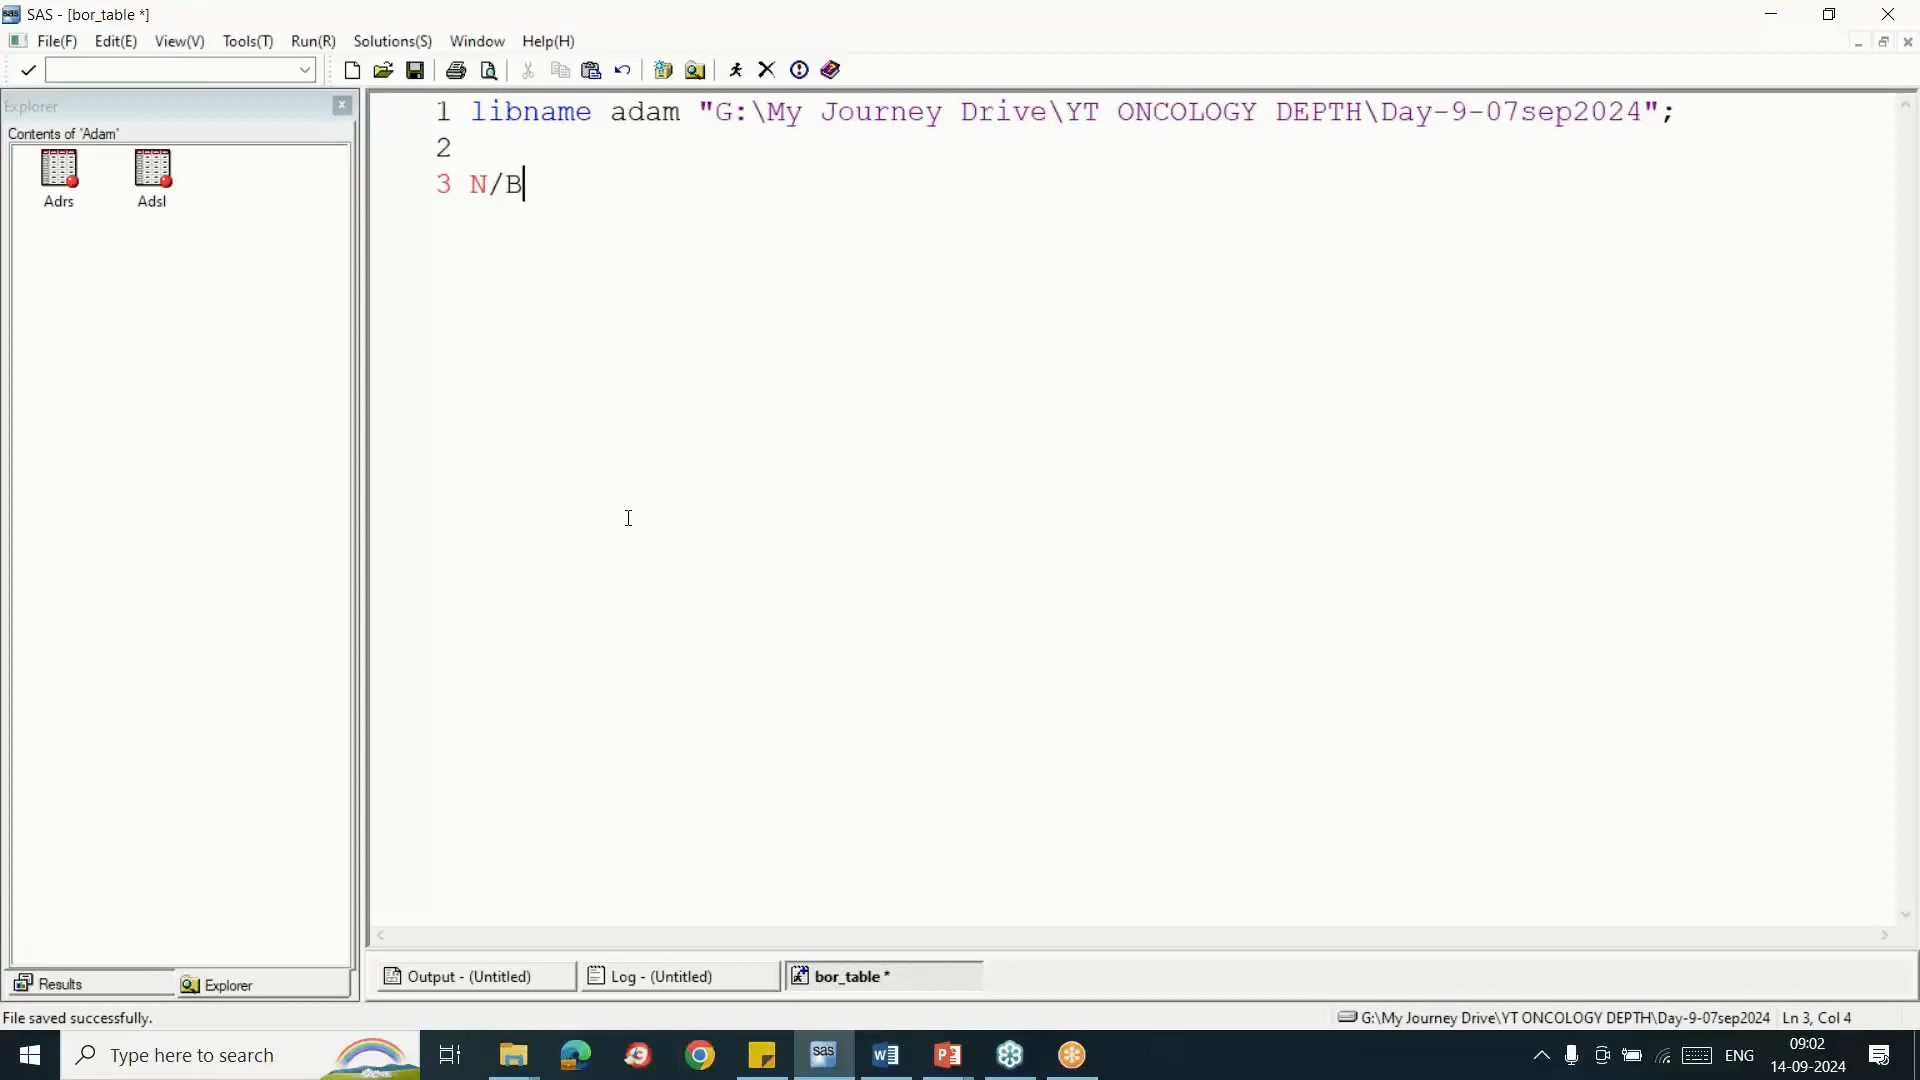 SAS - [bor_table *]
File(F) Edit(E) View(V) Tools(T) Run(R) Solutions(S) Window Help(H)
Explorer
Contents of 'Adam'
Adrs Adsl
1 libname adam "G:\My Journey Drive\YT ONCOLOGY DEPTH\Day-9-07sep2024";
2
3 N/B
Results Explorer
Output - (Untitled) Log - (Untitled) bor_table *
File saved successfully. G:\My Journey Drive\YT ONCOLOGY DEPTH\Day-9-07sep2024 Ln 3, Col 4
Type here to search
ENG
09:02
14-09-2024